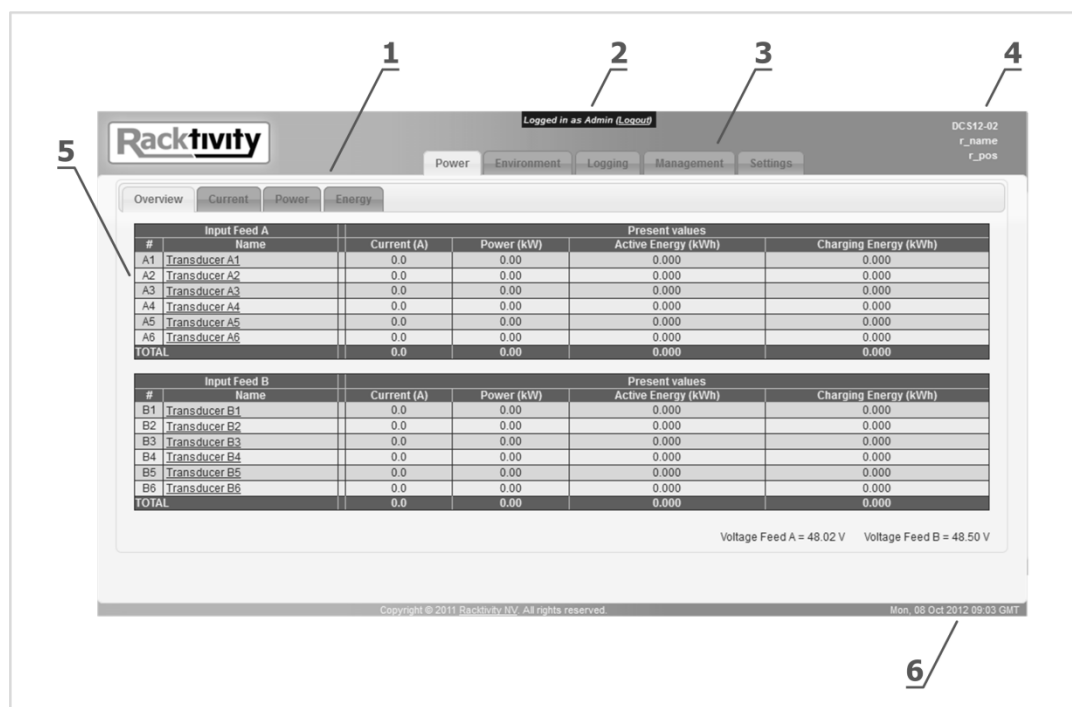 1 2 3 4
Logged in as Admin (Logout)
DCS12-02
r_name
r_pos
Racktivity
5
Power Environment Logging Management Settings
Overview Current Power Energy
Input Feed A Present values
# Name Current (A) Power (kW) Active Energy (kWh) Charging Energy (kWh)
A1 Transducer A1 0.0 0.00 0.000 0.000
A2 Transducer A2 0.0 0.00 0.000 0.000
A3 Transducer A3 0.0 0.00 0.000 0.000
A4 Transducer A4 0.0 0.00 0.000 0.000
A5 Transducer A5 0.0 0.00 0.000 0.000
A6 Transducer A6 0.0 0.00 0.000 0.000
TOTAL 0.0 0.00 0.000 0.000
Input Feed B Present values
# Name Current (A) Power (kW) Active Energy (kWh) Charging Energy (kWh)
B1 Transducer B1 0.0 0.00 0.000 0.000
B2 Transducer B2 0.0 0.00 0.000 0.000
B3 Transducer B3 0.0 0.00 0.000 0.000
B4 Transducer B4 0.0 0.00 0.000 0.000
B5 Transducer B5 0.0 0.00 0.000 0.000
B6 Transducer B6 0.0 0.00 0.000 0.000
TOTAL 0.0 0.00 0.000 0.000
Voltage Feed A = 48.02 V Voltage Feed B = 48.50 V
Copyright © 2011 Racktivity NV. All rights reserved. Mon, 08 Oct 2012 09:03 GMT
6